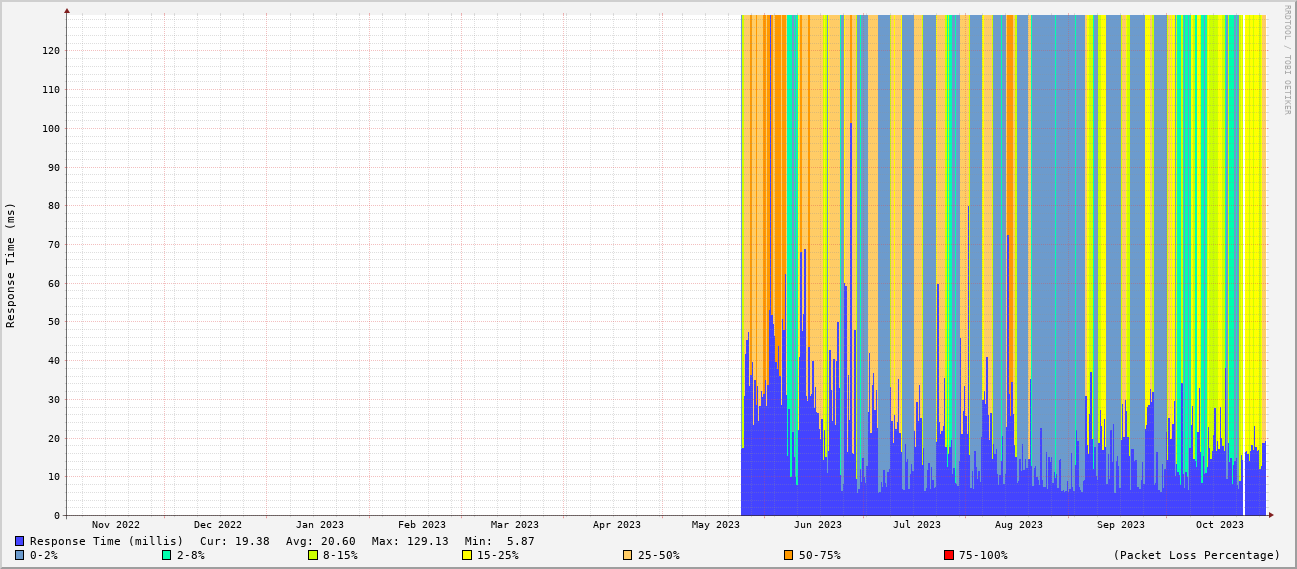 RRDTOOL / TOBI OETIKER
Response Time (ms)
120
110
100
90
80
70
60
50
40
30
20
10
0
Nov 2022 Dec 2022 Jan 2023 Feb 2023 Mar 2023 Apr 2023 May 2023 Jun 2023 Jul 2023 Aug 2023 Sep 2023 Oct 2023
Response Time (millis) Cur: 19.38 Avg: 20.60 Max: 129.13 Min: 5.87
0-2% 2-8% 8-15% 15-25% 25-50% 50-75% 75-100% (Packet Loss Percentage)